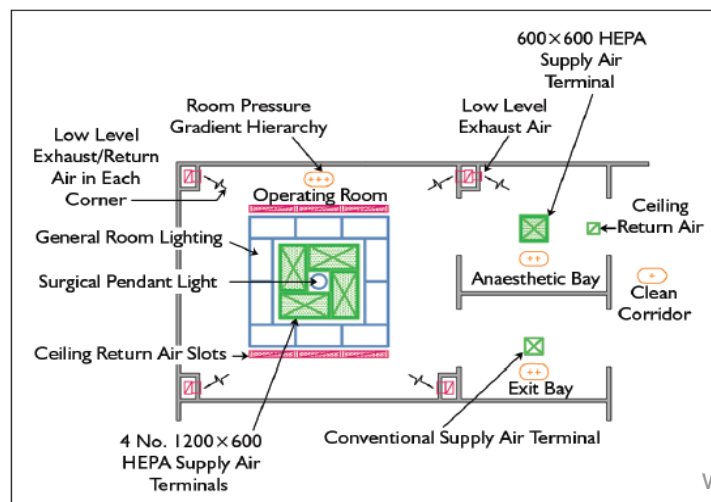 600×600 HEPA
Supply Air
Terminal
Room Pressure
Gradient Hierarchy
Low Level
Exhaust Air
Low Level
Exhaust/Return
Air in Each
Corner
+++
Operating Room
General Room Lighting
Ceiling
Return Air
Surgical Pendant Light
++
Anaesthetic Bay
+
Clean
Corridor
Ceiling Return Air Slots
++
Exit Bay
4 No. 1200×600
HEPA Supply Air
Terminals
Conventional Supply Air Terminal